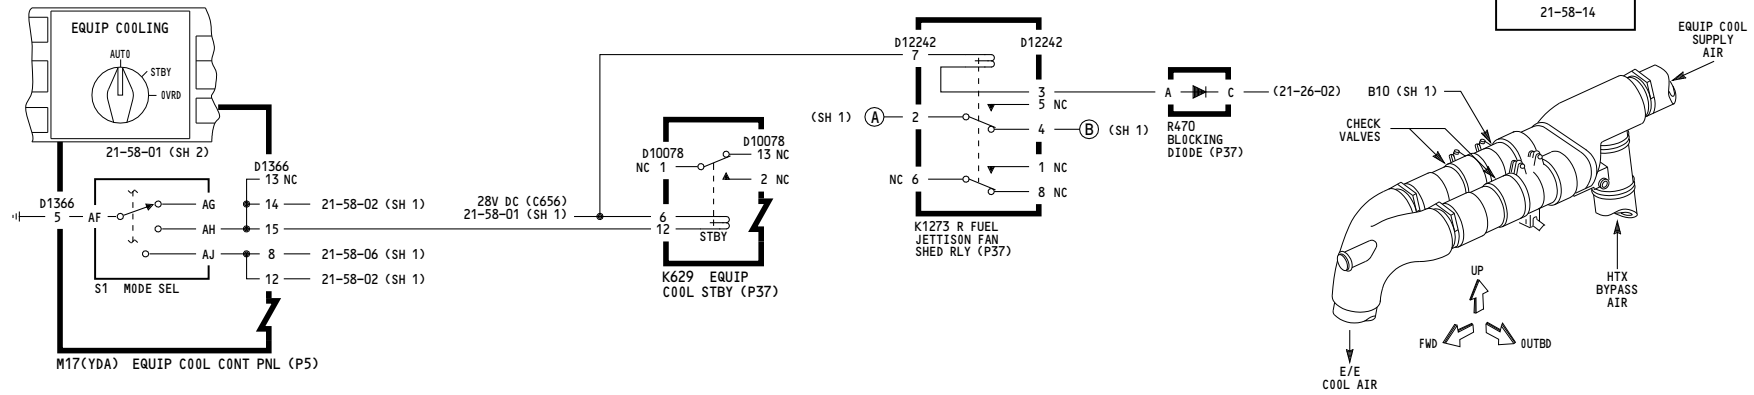 EQUIP COOLING
AUTO
STBY
OVRD
21-58-01 (SH 2)
D1366
5
AF
AG
AH
AJ
S1 MODE SEL
D1366
13 NC
14
21-58-02 (SH 1)
15
8
21-58-06 (SH 1)
12
21-58-02 (SH 1)
M17(YDA) EQUIP COOL CONT PNL (P5)
28V DC (C656)
21-58-01 (SH 1)
D10078
D10078
NC 1
13 NC
2 NC
6
12
STBY
K629 EQUIP
COOL STBY (P37)
D12242
D12242
7
3
5 NC
(SH 1)
A
2
4
B
(SH 1)
1 NC
NC 6
8 NC
K1273 R FUEL
JETTISON FAN
SHED RLY (P37)
A
C
(21-26-02)
R470
BLOCKING
DIODE (P37)
21-58-14
EQUIP COOL
SUPPLY
AIR
B10 (SH 1)
CHECK
VALVES
HTX
BYPASS
AIR
UP
FWD
OUTBD
E/E
COOL AIR